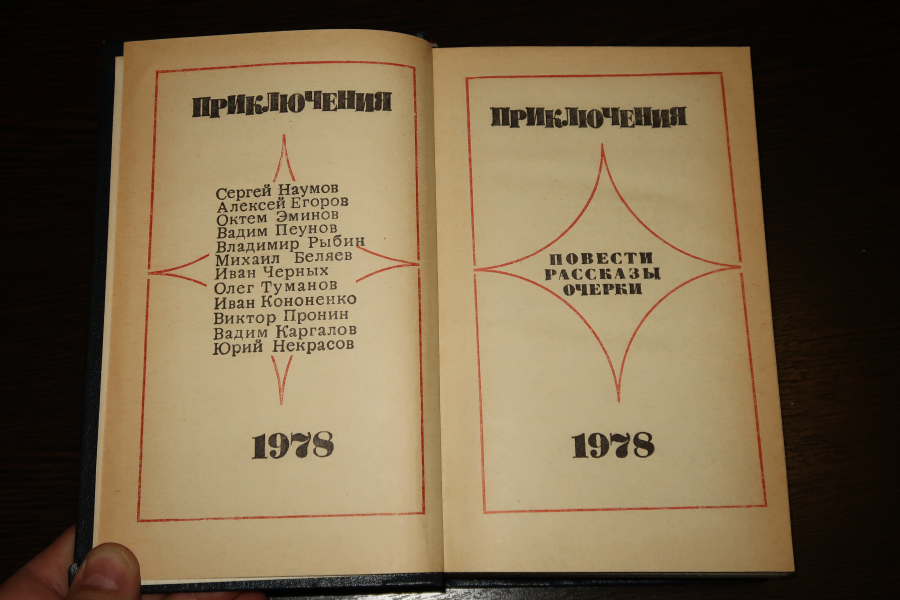 ПРИКЛЮЧЕНИЯ
Сергей Наумов
Алексей Егоров
Октем Эминов
Вадим Пеунов
Владимир Рыбин
Михаил Беляев
Иван Черных
Олег Туманов
Иван Кононенко
Виктор Пронин
Вадим Каргалов
Юрий Некрасов
1978
ПРИКЛЮЧЕНИЯ
ПОВЕСТИ
РАССКАЗЫ
ОЧЕРКИ
1978